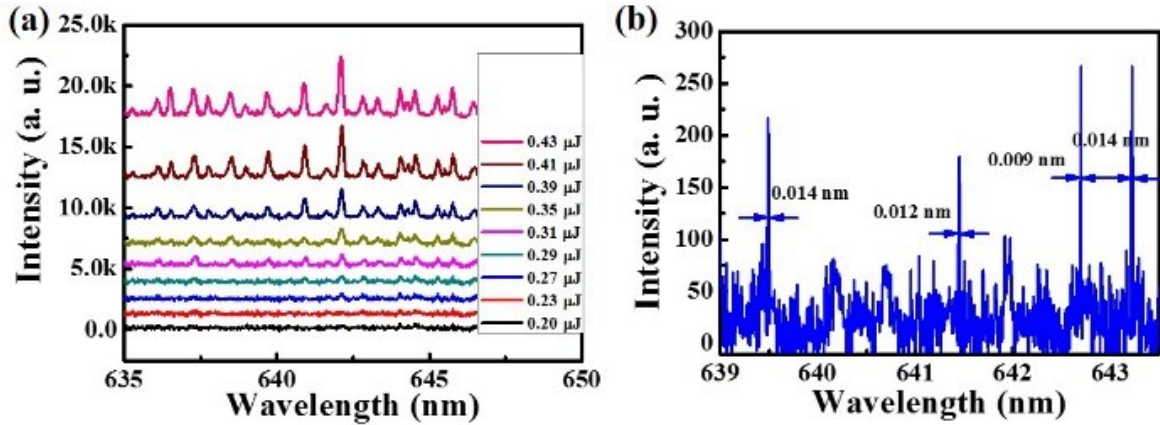 (a)
25.0k
20.0k
15.0k
10.0k
5.0k
0.0
Intensity (a. u.)
0.43 μJ
0.41 μJ
0.39 μJ
0.35 μJ
0.31 μJ
0.29 μJ
0.27 μJ
0.23 μJ
0.20 μJ
635 640 645 650
Wavelength (nm)
(b)
300
250
200
150
100
50
0
Intensity (a. u.)
0.014 nm
0.012 nm
0.009 nm
0.014 nm
639 640 641 642 643
Wavelength (nm)